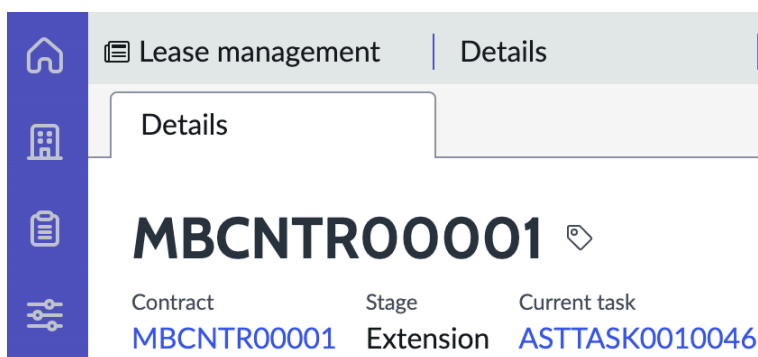 Lease management Details
Details
MBCNTR00001
Contract Stage Current task
MBCNTR00001 Extension ASTTASK0010046